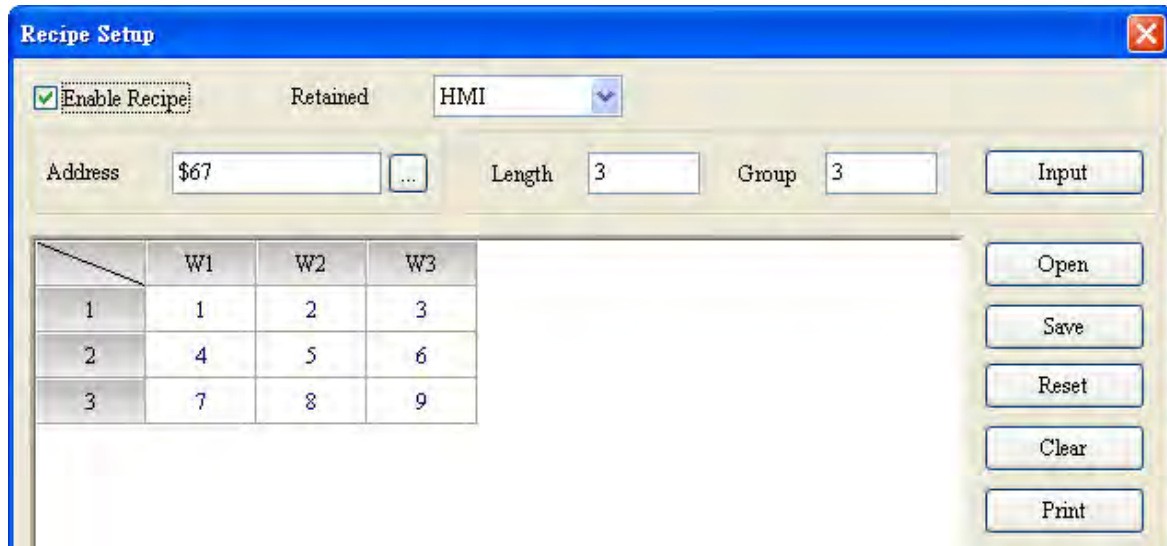 Recipe Setup
Enable Recipe Retained HMI
Address $67 ... Length 3 Group 3 Input
W1 W2 W3 Open
1 1 2 3
Save
2 4 5 6
Reset
3 7 8 9
Clear
Print